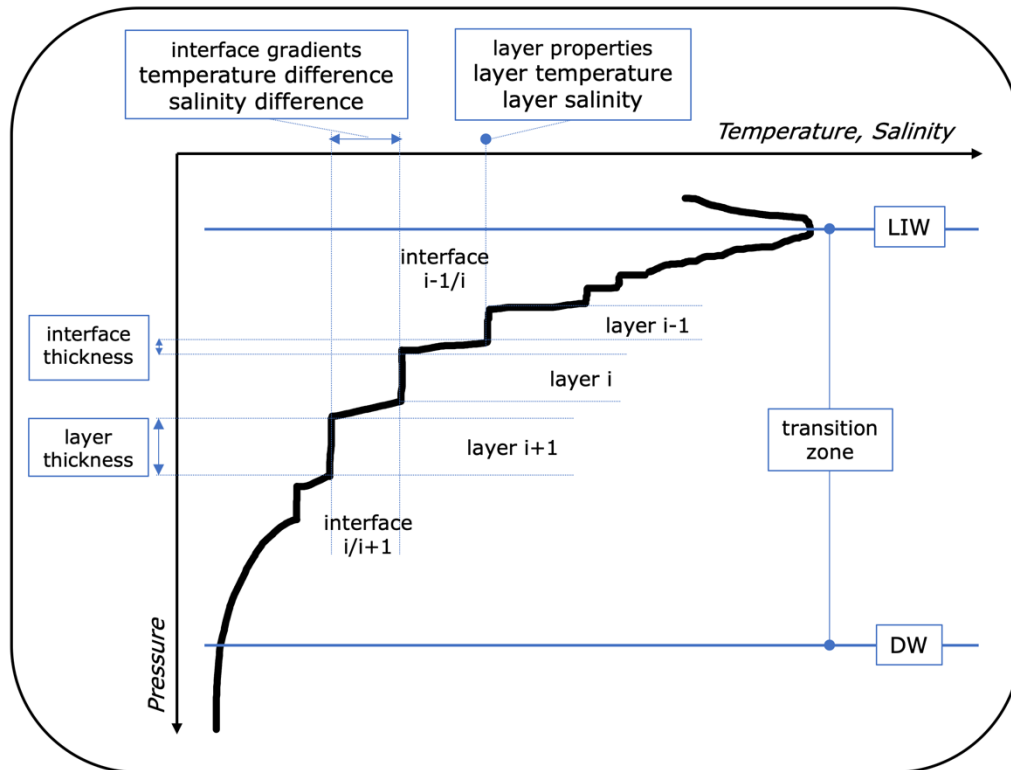 interface gradients
temperature difference
salinity difference
layer properties
layer temperature
layer salinity
Temperature, Salinity
LIW
interface
i-1/i
layer i-1
interface
thickness
layer i
layer
thickness
layer i+1
transition
zone
interface
i/i+1
Pressure
DW